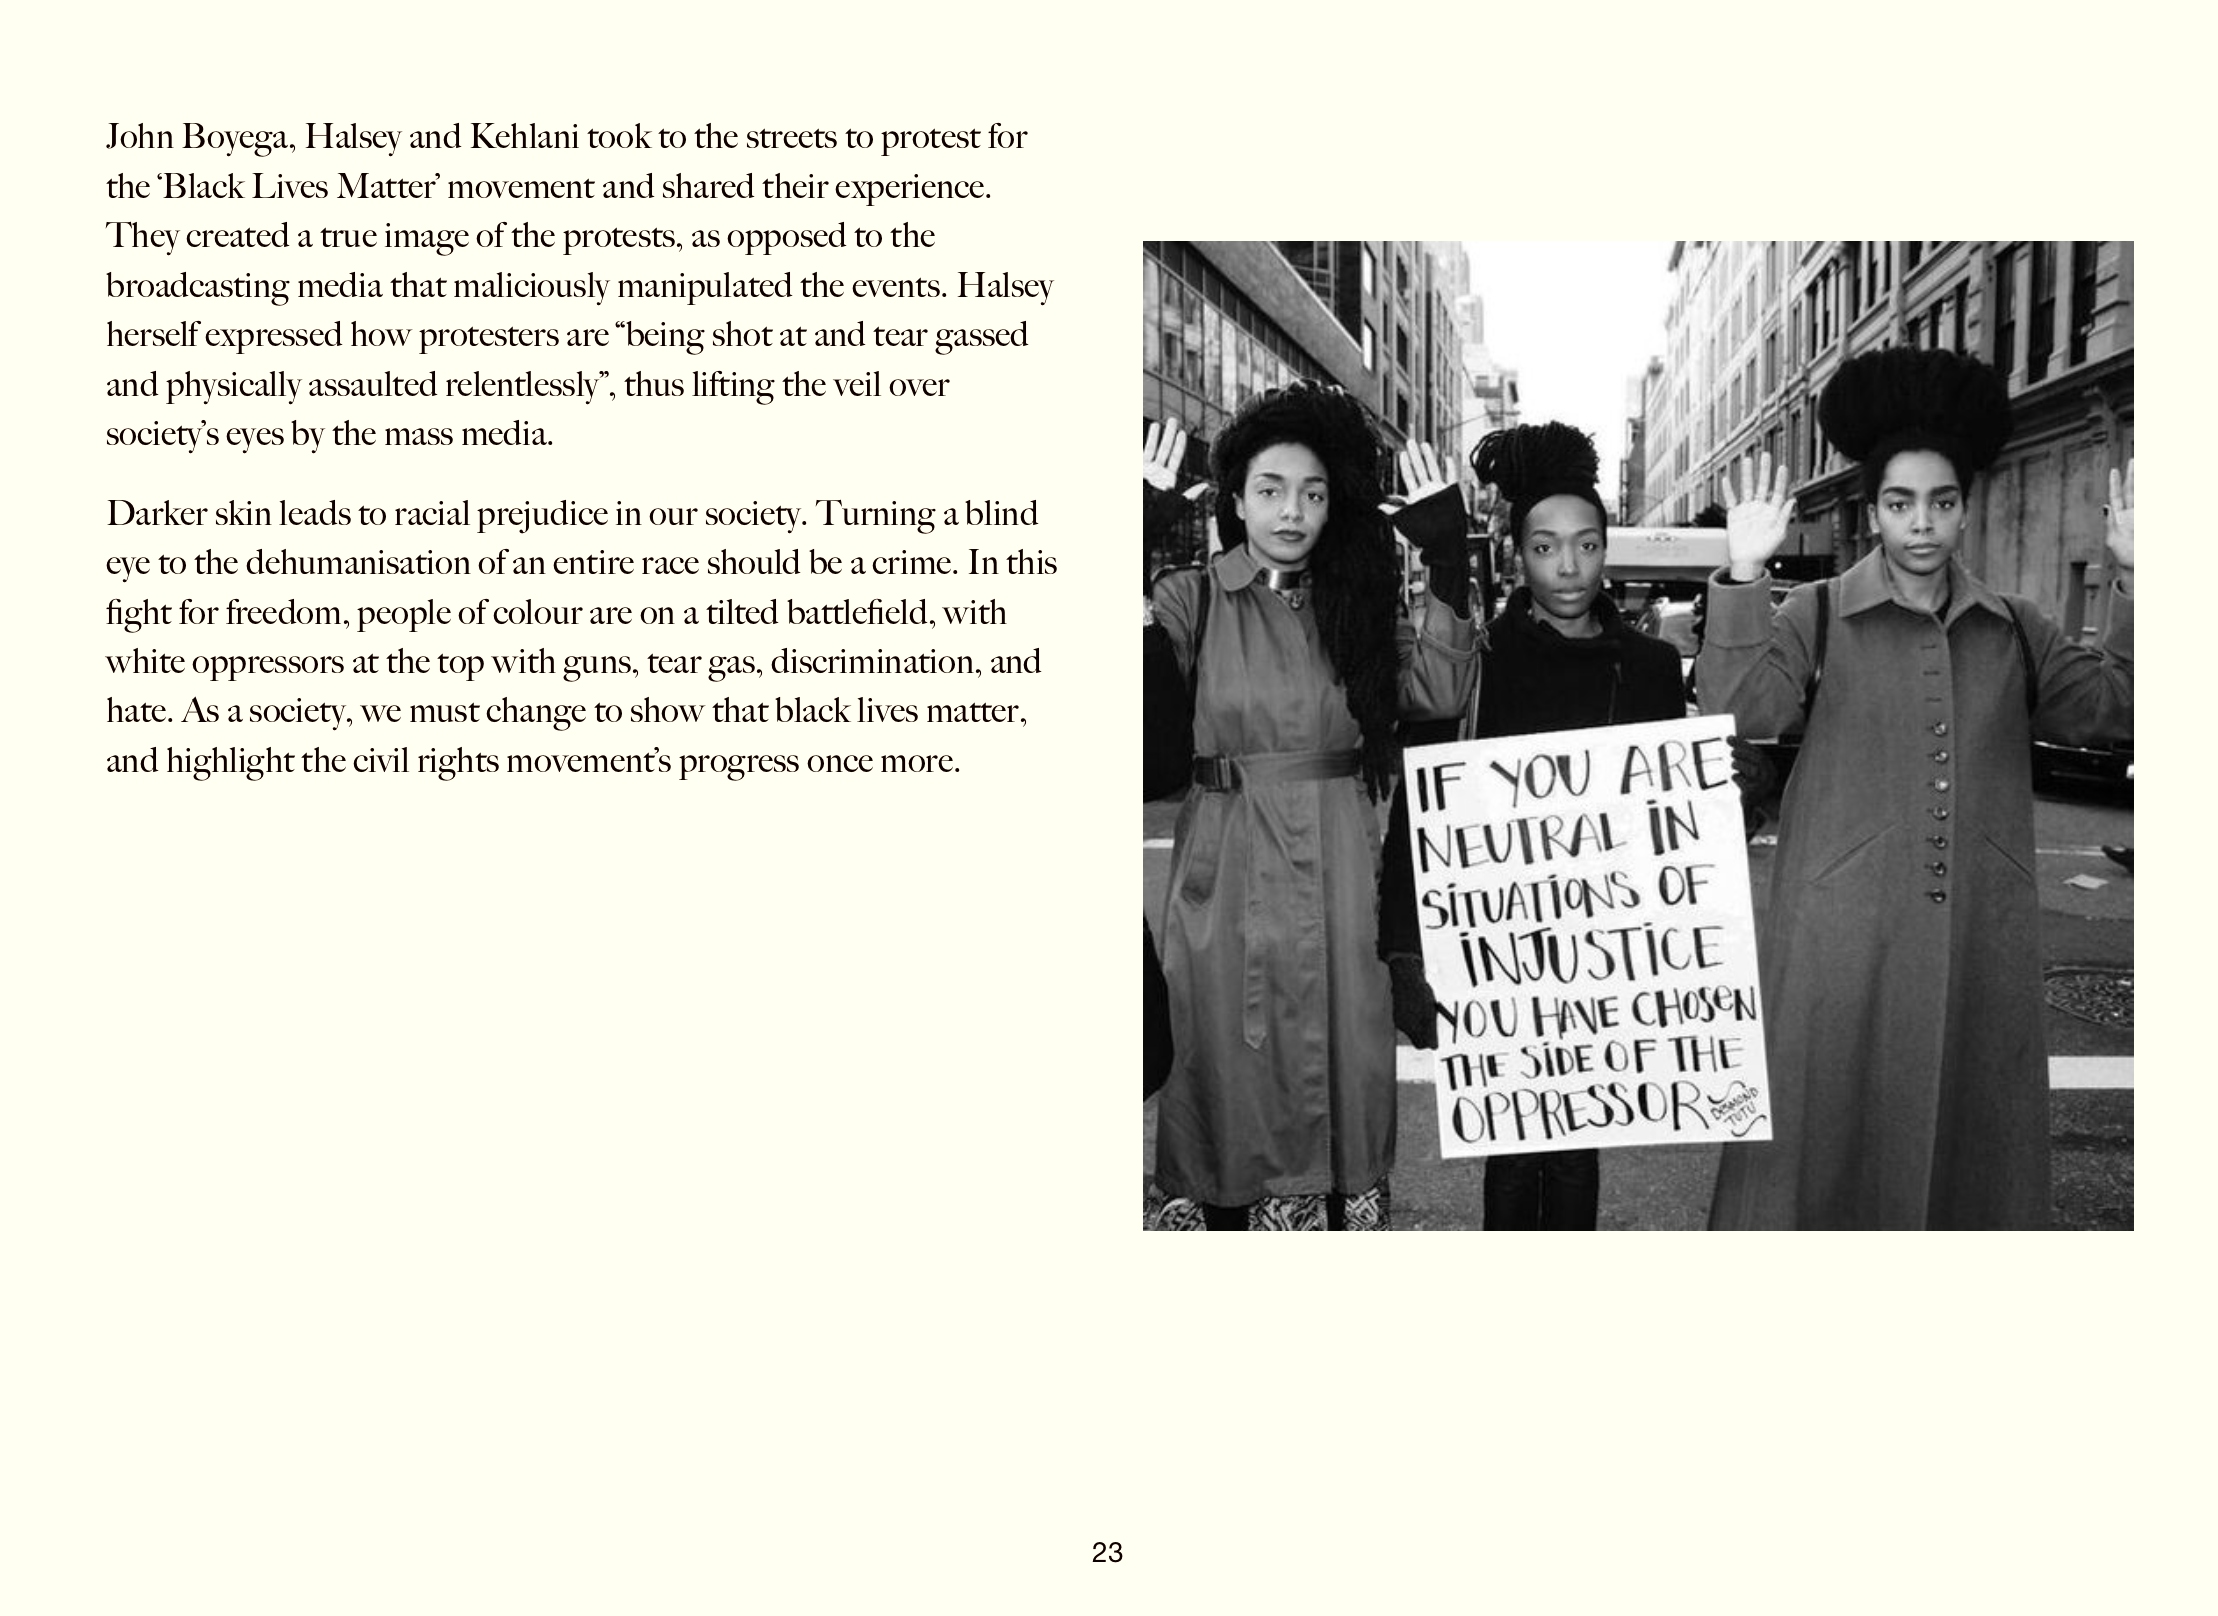 John Boyega, Halsey and Kehlani took to the streets to protest for
the ‘Black Lives Matter’ movement and shared their experience.
They created a true image of the protests, as opposed to the
broadcasting media that maliciously manipulated the events. Halsey
herself expressed how protesters are “being shot at and tear gassed
and physically assaulted relentlessly”, thus lifting the veil over
society’s eyes by the mass media.
Darker skin leads to racial prejudice in our society. Turning a blind
eye to the dehumanisation of an entire race should be a crime. In this
fight for freedom, people of colour are on a tilted battlefield, with
white oppressors at the top with guns, tear gas, discrimination, and
hate. As a society, we must change to show that black lives matter,
and highlight the civil rights movement’s progress once more.
IF YOU ARE
NEUTRAL IN
SITUATIONS OF
INJUSTICE
YOU HAVE CHOSEN
THE SIDE OF THE
OPPRESSOR
DESMOND
TUTU
23